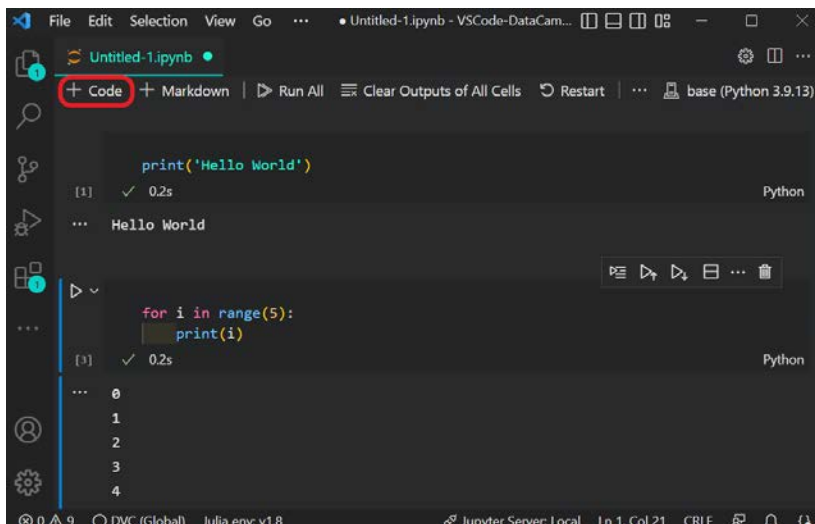 File Edit Selection View Go ··· ● Untitled-1.ipynb - VSCode-DataCam...
Untitled-1.ipynb ●
+ Code + Markdown | Run All Clear Outputs of All Cells Restart | ··· base (Python 3.9.13)
print('Hello World')
[1] ✓ 0.2s Python
··· Hello World
for i in range(5):
print(i)
[3] ✓ 0.2s Python
··· 0
1
2
3
4
0 9 DVC (Global) Julia env: v1.8 Jupyter Server: Local Ln 1, Col 21 CRLF